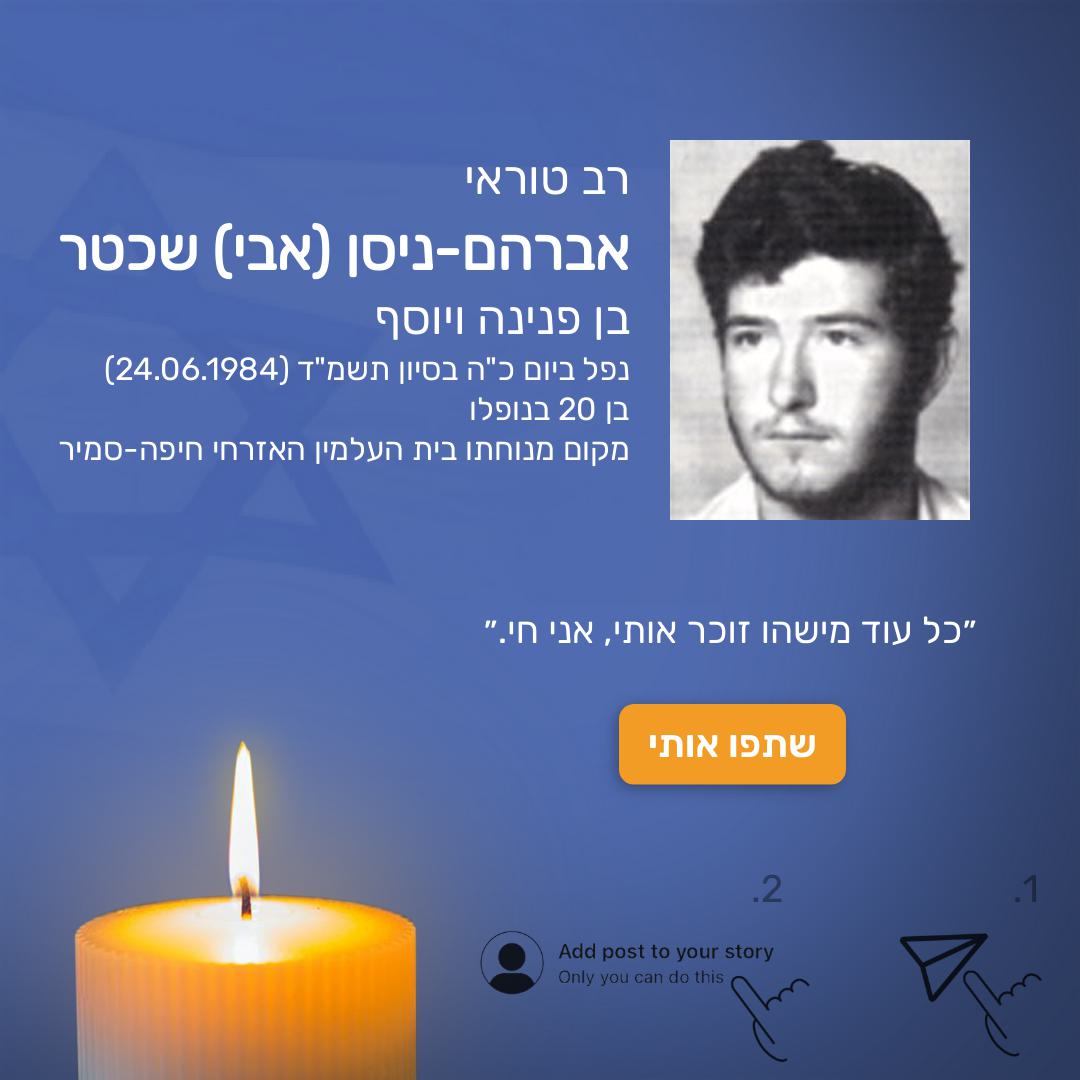 רב טוראי
אברהם-ניסן (אבי) שכטר
בן פנינה ויוסף
נפל ביום כ"ה בסיון תשמ"ד (24.06.1984)
בן 20 בנופלו
מקום מנוחתו בית העלמין האזרחי חיפה-סמיר
״כל עוד מישהו זוכר אותי, אני חי.״
שתפו אותי
.1
.2
Add post to your story
Only you can do this